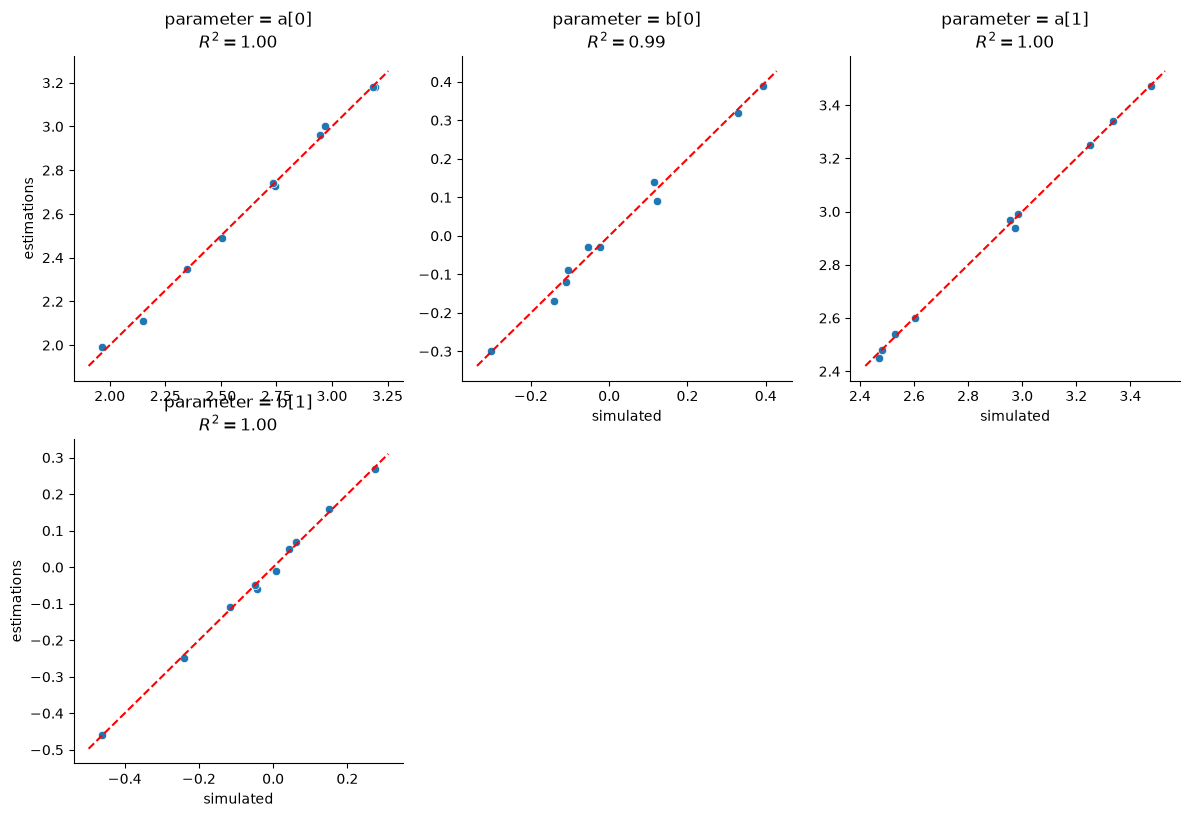 parameter = a[0]
R² = 1.00
parameter = b[0]
R² = 0.99
parameter = a[1]
R² = 1.00
estimations
3.2
3.0
2.8
2.6
2.4
2.2
2.0
2.00 2.25 2.50 2.75 3.00 3.25
0.4
0.3
0.2
0.1
0.0
−0.1
−0.2
−0.3
−0.2 0.0 0.2 0.4
simulated
3.4
3.2
3.0
2.8
2.6
2.4
2.4 2.6 2.8 3.0 3.2 3.4
simulated
parameter = b[1]
R² = 1.00
estimations
0.3
0.2
0.1
0.0
−0.1
−0.2
−0.3
−0.4
−0.5
−0.4 −0.2 0.0 0.2
simulated